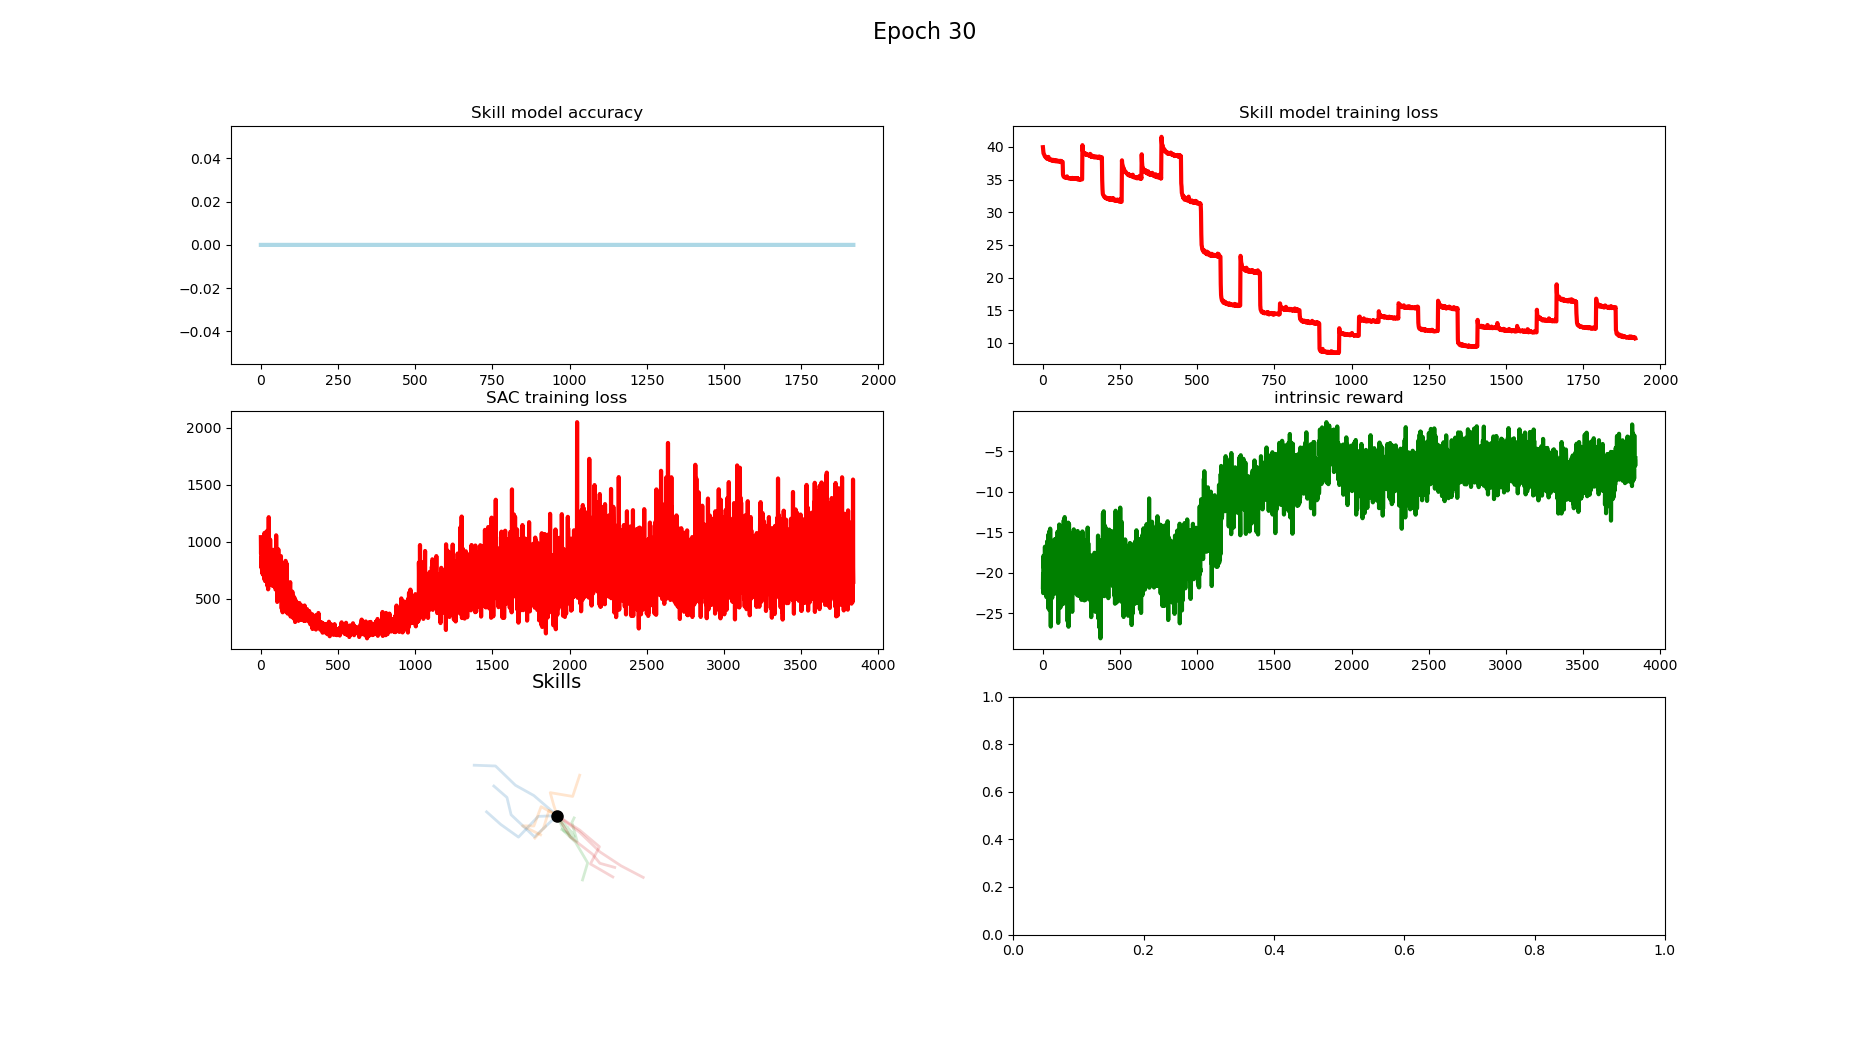 Epoch 30
Skill model accuracy
0.04
0.02
0.00
−0.02
−0.04
0 250 500 750 1000 1250 1500 1750 2000
Skill model training loss
40
35
30
25
20
15
10
0 250 500 750 1000 1250 1500 1750 2000
SAC training loss
2000
1500
1000
500
0 500 1000 1500 2000 2500 3000 3500 4000
intrinsic reward
−5
−10
−15
−20
−25
0 500 1000 1500 2000 2500 3000 3500 4000
Skills
1.0
0.8
0.6
0.4
0.2
0.0
0.0 0.2 0.4 0.6 0.8 1.0